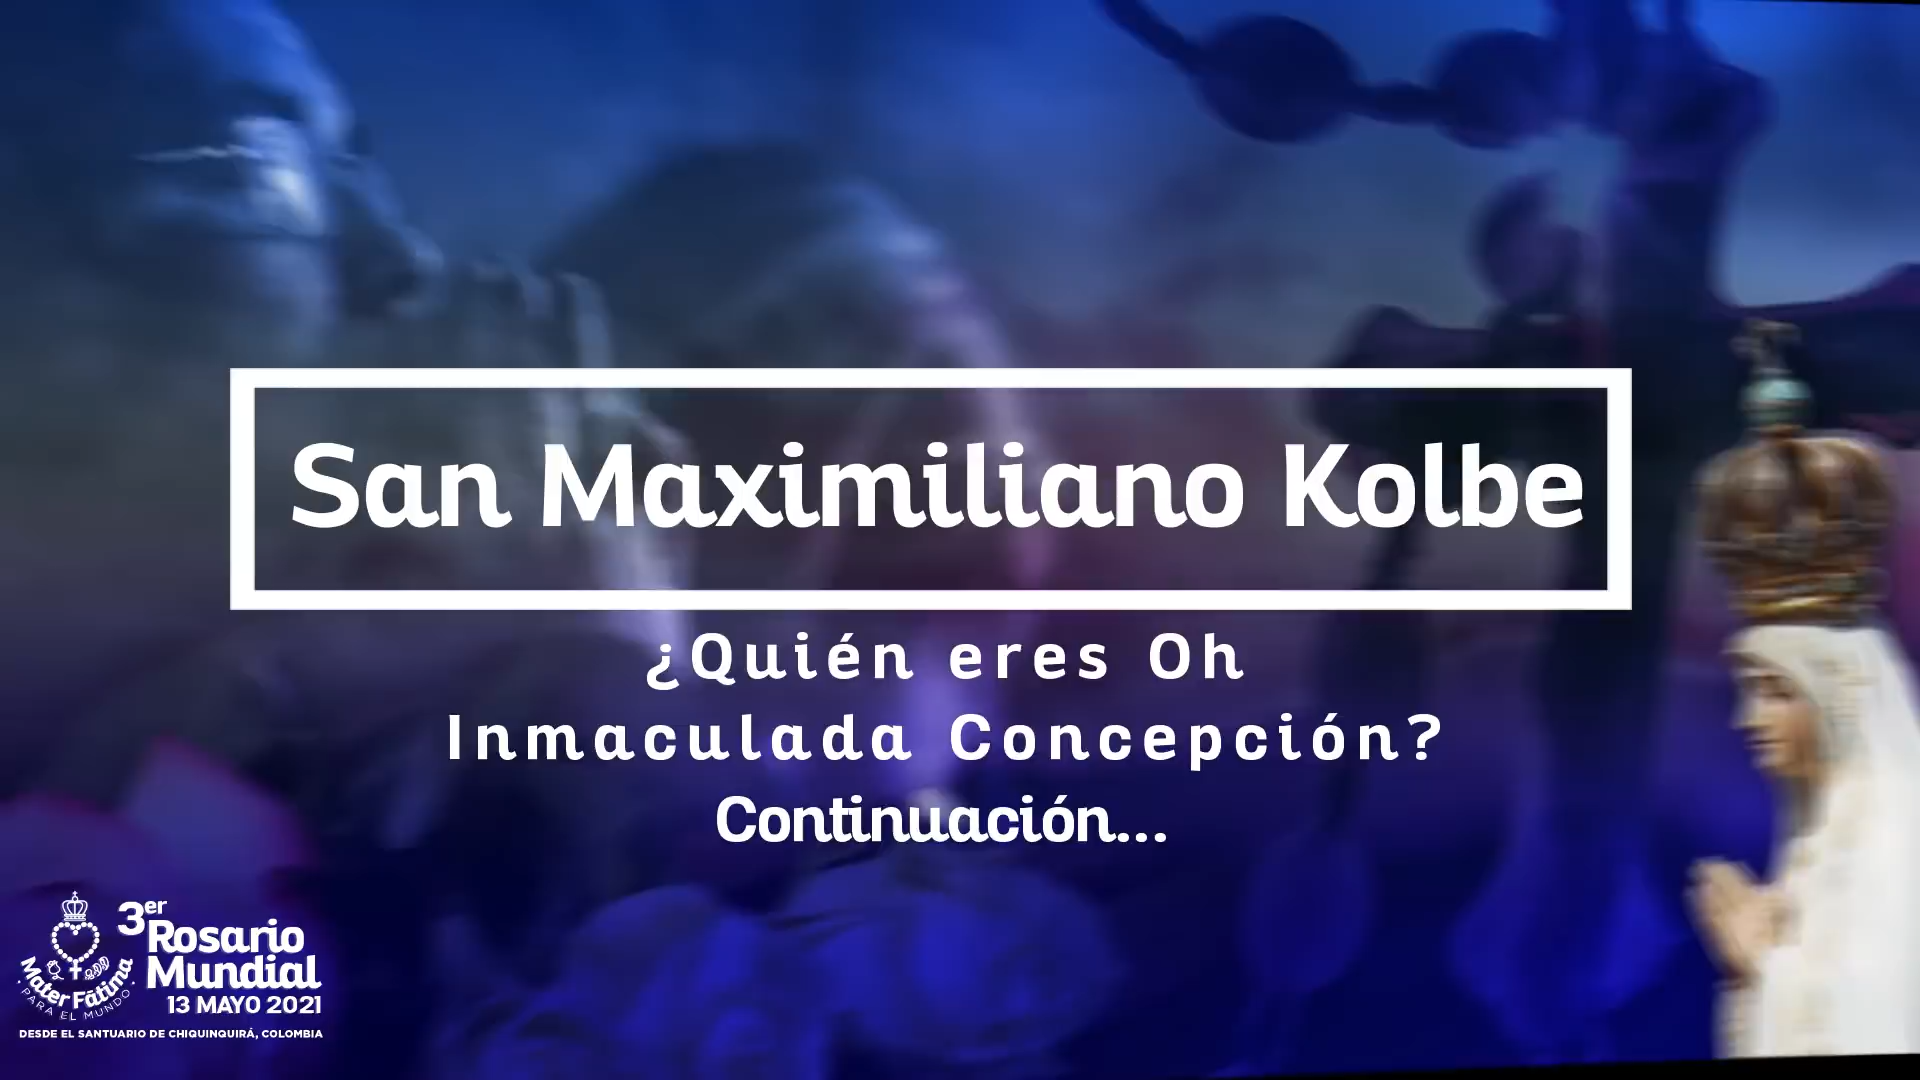 San Maximiliano Kolbe
¿Quién eres Oh
Inmaculada Concepción?
Continuación...
3er
Rosario
Mundial
13 MAYO 2021
Mater Fátima
PARA EL MUNDO
DESDE EL SANTUARIO DE CHIQUINQUIRÁ, COLOMBIA